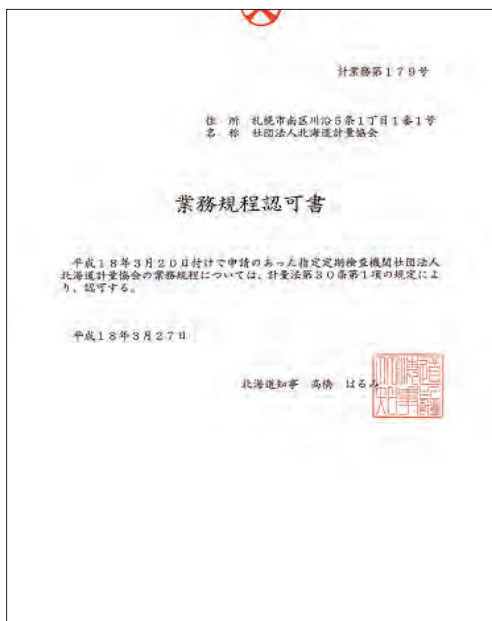 計業務第179号
住 所 札幌市南区川沿5条1丁目1番1号
名 称 社団法人北海道計量協会
業務規程認可書
平成18年3月20日付けで申請のあった指定定期検査機関社団法人
北海道計量協会の業務規程については、計量法第30条第1項の規定によ
り、認可する。
平成18年3月27日
北海道知事 高橋 はるみ